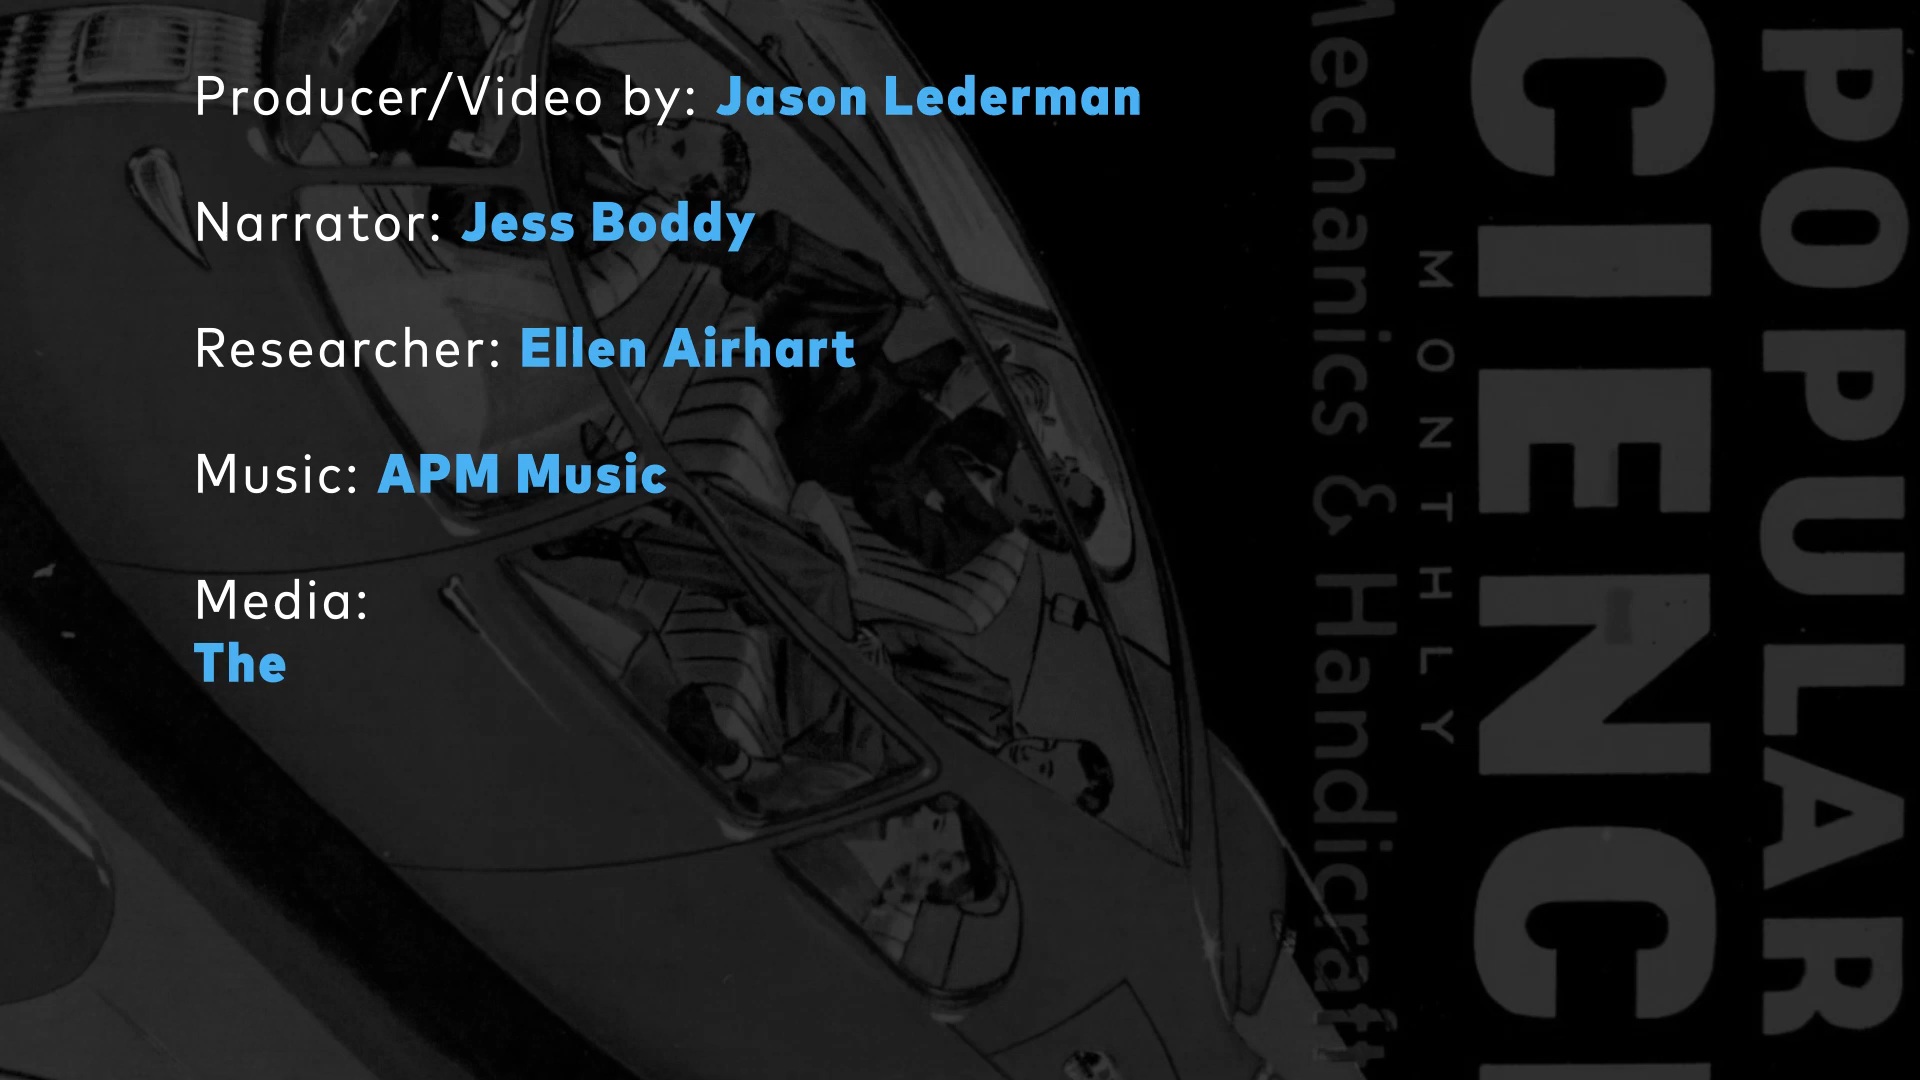 Producer/Video by: Jason Lederman
Narrator: Jess Boddy
Researcher: Ellen Airhart
Music: APM Music
Media:
The
POPULAR
CIENC
MONTHLY
Mechanics & Handicraft